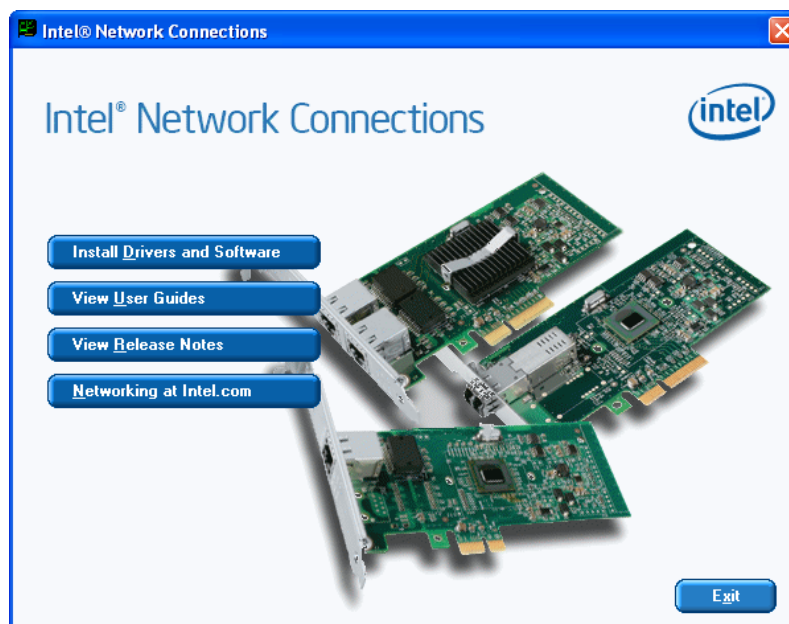 Intel® Network Connections
Intel® Network Connections
intel
Install Drivers and Software
View User Guides
View Release Notes
Networking at Intel.com
Exit